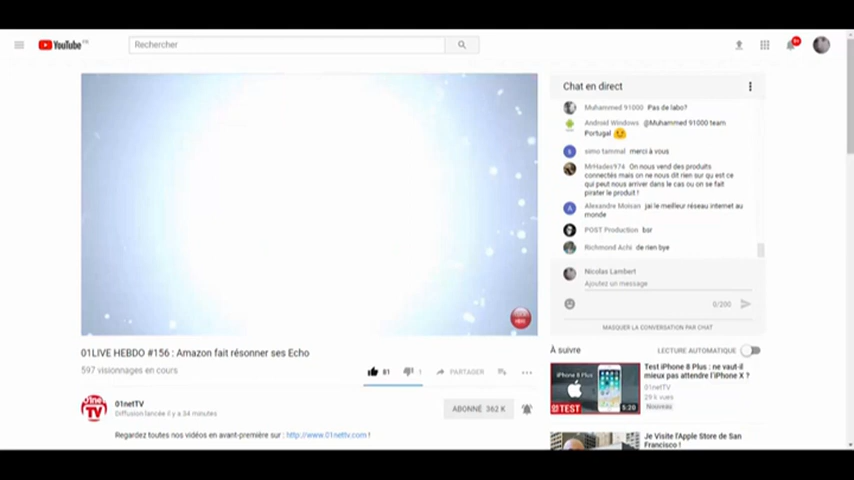 YouTube FR
Rechercher
9+
Chat en direct
Muhammed 91000 Pas de labo?
Android Windows @Muhammed 91000 team
Portugal
simo tammal merci à vous
MrHades974 On nous vend des produits
connectés mais on ne nous dit rien sur qu est ce
qui peut nous arriver dans le cas ou on se fait
pirater le produit !
Alexandre Moisan jai le meilleur réseau internet au
monde
POST Production bsr
Richmond Achi de rien bye
Nicolas Lambert
Ajoutez un message
0/200
MASQUER LA CONVERSATION PAR CHAT
01LIVE HEBDO #156 : Amazon fait résonner ses Echo
597 visionnages en cours
81
1
PARTAGER
01netTV
Diffusion lancée il y a 34 minutes
ABONNÉ 362 K
Regardez toutes nos vidéos en avant-première sur : http://www.01nettv.com !
À suivre
LECTURE AUTOMATIQUE
iPhone 8 Plus
TEST
5:20
Test iPhone 8 Plus : ne vaut-il
mieux pas attendre l'iPhone X ?
01netTV
29 k vues
Nouveau
Je Visite l'Apple Store de San
Francisco !